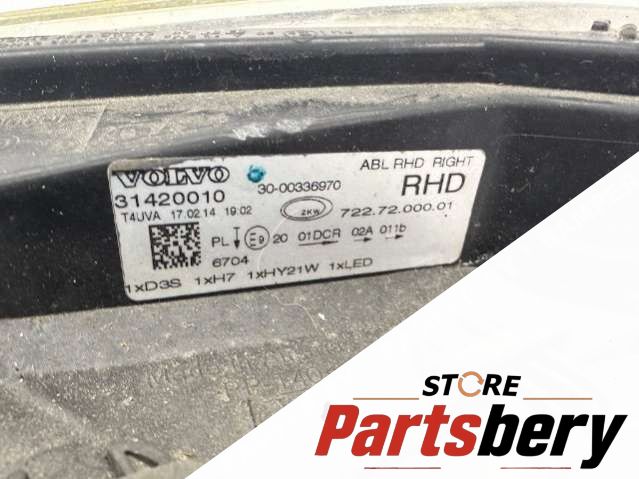 VOLVO
ABL RHD RIGHT
31420010
30-00336970
RHD
T4UVA 17.02.14 19:02
ZKW
722.72.000.01
PL E9 20 01DCR 02A 011b
6704
1xD3S 1xH7 1xHY21W 1xLED
STORE
Partsbery